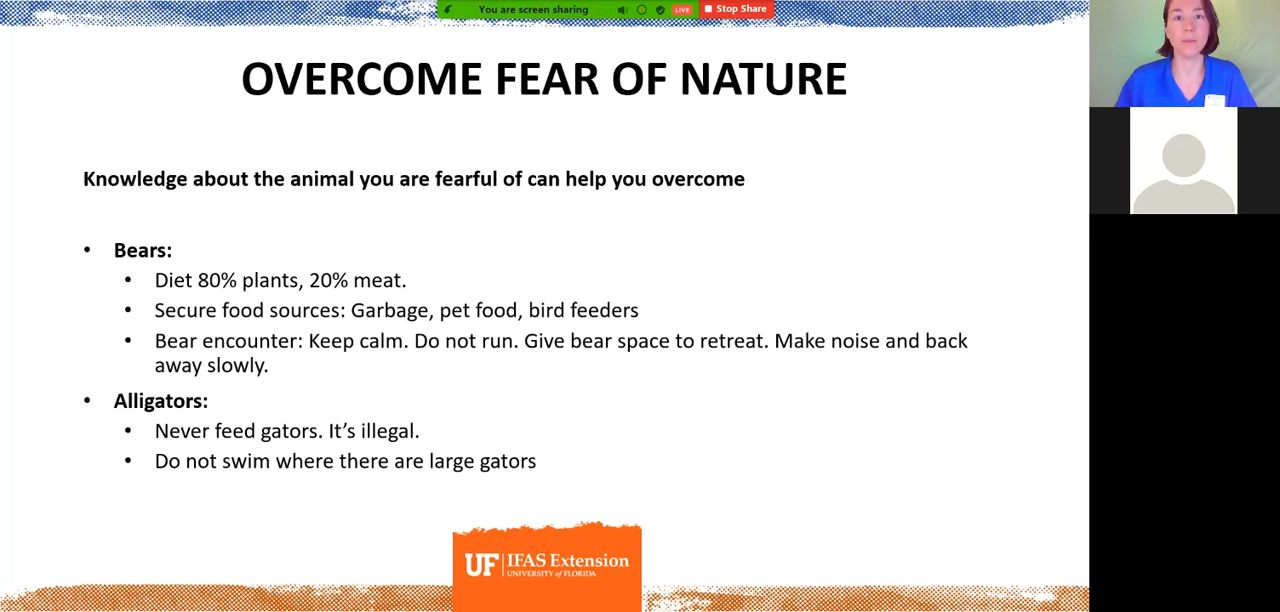 You are screen sharing
LIVE
Stop Share
OVERCOME FEAR OF NATURE
Knowledge about the animal you are fearful of can help you overcome
• Bears:
• Diet 80% plants, 20% meat.
• Secure food sources: Garbage, pet food, bird feeders
• Bear encounter: Keep calm. Do not run. Give bear space to retreat. Make noise and back
away slowly.
• Alligators:
• Never feed gators. It’s illegal.
• Do not swim where there are large gators
UF IFAS Extension
UNIVERSITY of FLORIDA